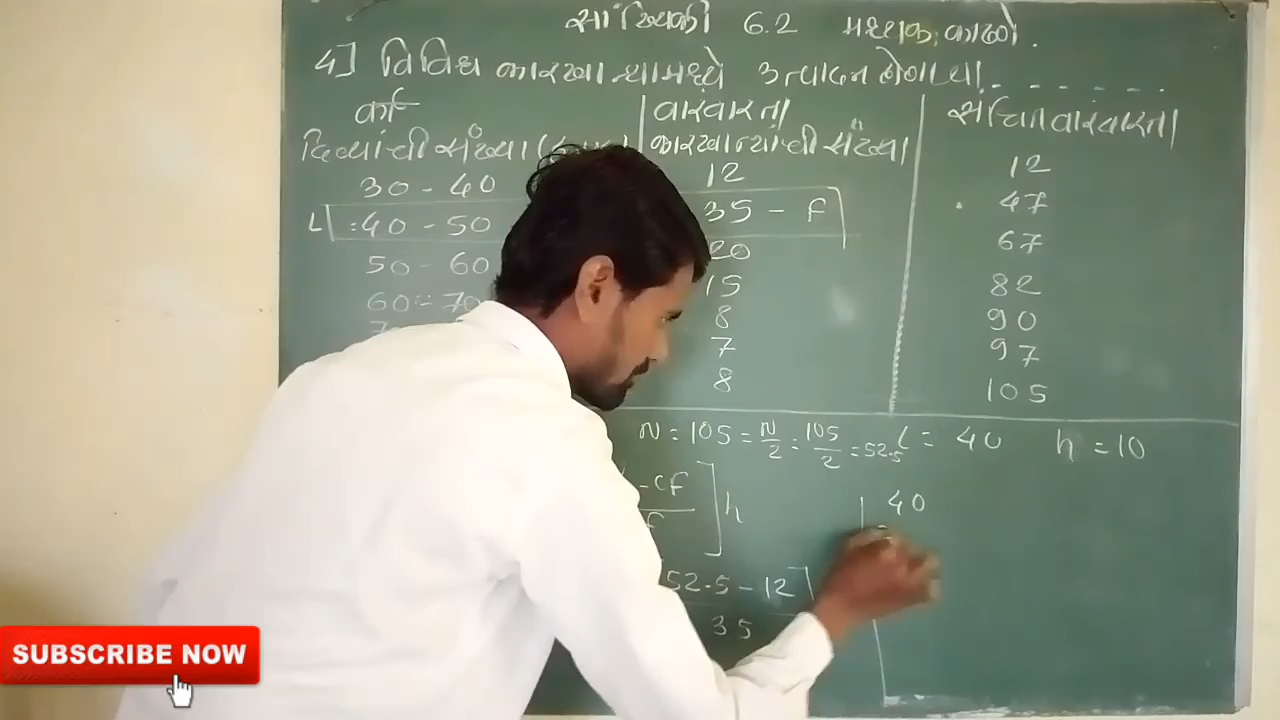 सांख्यिकी 6.2 मध्यक काढो.
4] विविध कारखान्यामध्ये उत्पादन होणाऱ्या - - - - - -
वर्ग वारंवारता संचित वारंवारता
दिव्यांची संख्या ( कारखान्यांची संख्या
30 - 40 12 12
L = 40 - 50 35 - f 47
50 - 60 20 67
60 - 70 15 82
8 90
7 97
8 105
N = 105 = N/2 = 105/2 = 52.5 L = 40 h = 10
- cf ] h 40
f
52.5 - 12 ]
35
SUBSCRIBE NOW